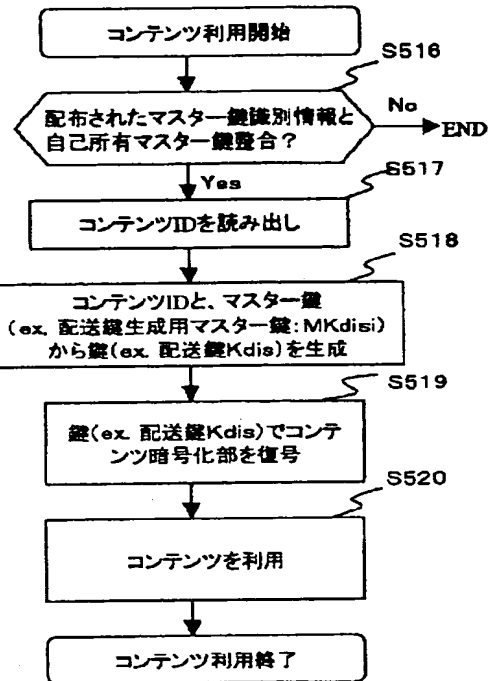 コンテンツ利用開始
S516
配布されたマスター鍵識別情報と
自己所有マスター鍵整合？
No
END
Yes
S517
コンテンツIDを読み出し
S518
コンテンツIDと、マスター鍵
(ex. 配送鍵生成用マスター鍵:MKdisi)
から鍵(ex. 配送鍵Kdis)を生成
S519
鍵(ex. 配送鍵Kdis)でコンテ
ンツ暗号化部を復号
S520
コンテンツを利用
コンテンツ利用終了